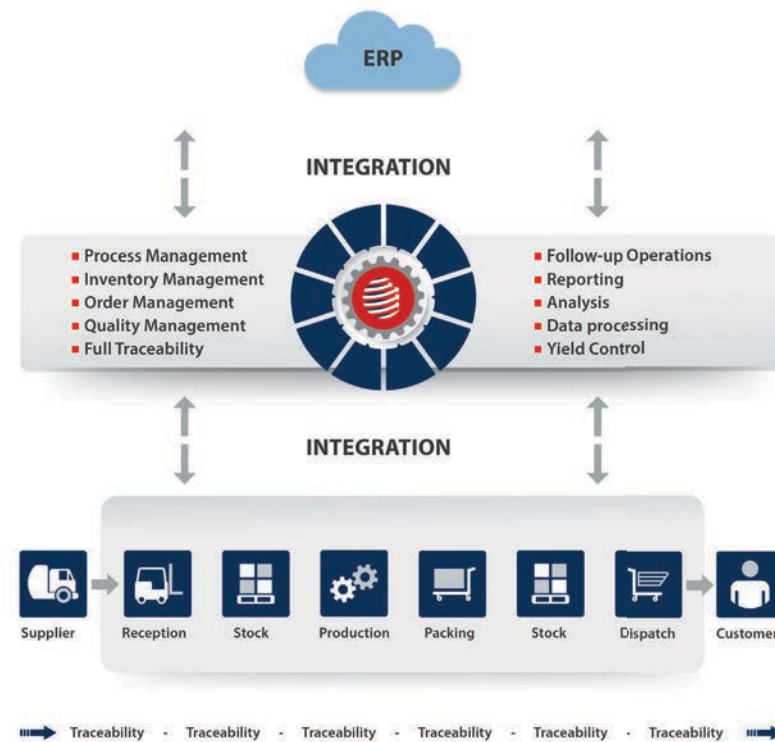 ERP
INTEGRATION
Process Management
Inventory Management
Order Management
Quality Management
Full Traceability
Follow-up Operations
Reporting
Analysis
Data processing
Yield Control
INTEGRATION
Supplier
Reception
Stock
Production
Packing
Stock
Dispatch
Customer
Traceability - Traceability - Traceability - Traceability - Traceability - Traceability